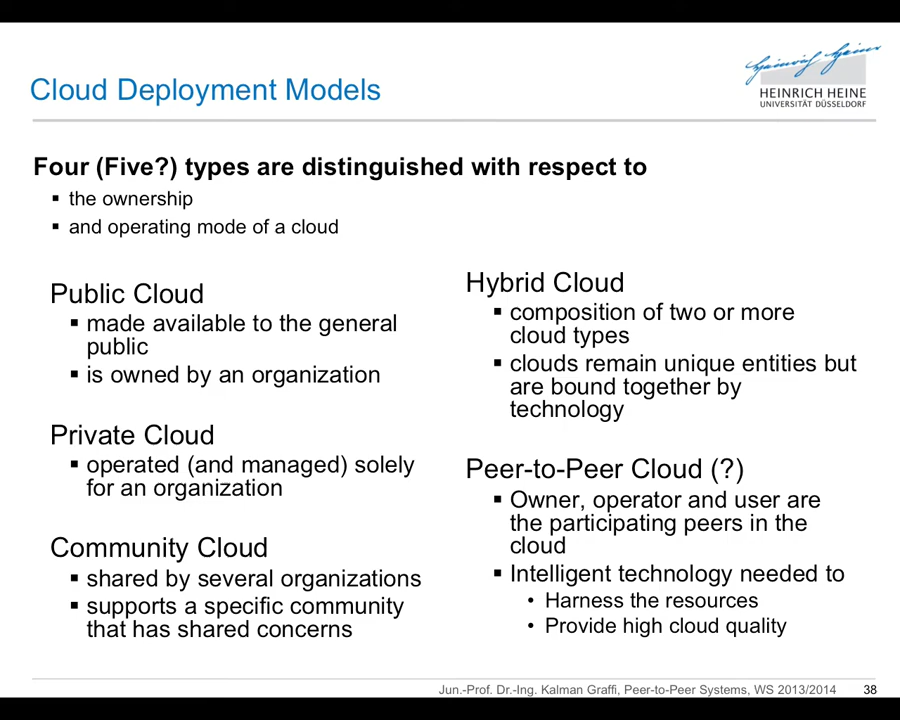 Heinrich Heine
HEINRICH HEINE
UNIVERSITÄT DÜSSELDORF
Cloud Deployment Models
Four (Five?) types are distinguished with respect to
▪ the ownership
▪ and operating mode of a cloud
Public Cloud
▪ made available to the general
public
▪ is owned by an organization
Private Cloud
▪ operated (and managed) solely
for an organization
Community Cloud
▪ shared by several organizations
▪ supports a specific community
that has shared concerns
Hybrid Cloud
▪ composition of two or more
cloud types
▪ clouds remain unique entities but
are bound together by
technology
Peer-to-Peer Cloud (?)
▪ Owner, operator and user are
the participating peers in the
cloud
▪ Intelligent technology needed to
• Harness the resources
• Provide high cloud quality
Jun.-Prof. Dr.-Ing. Kalman Graffi, Peer-to-Peer Systems, WS 2013/2014 38